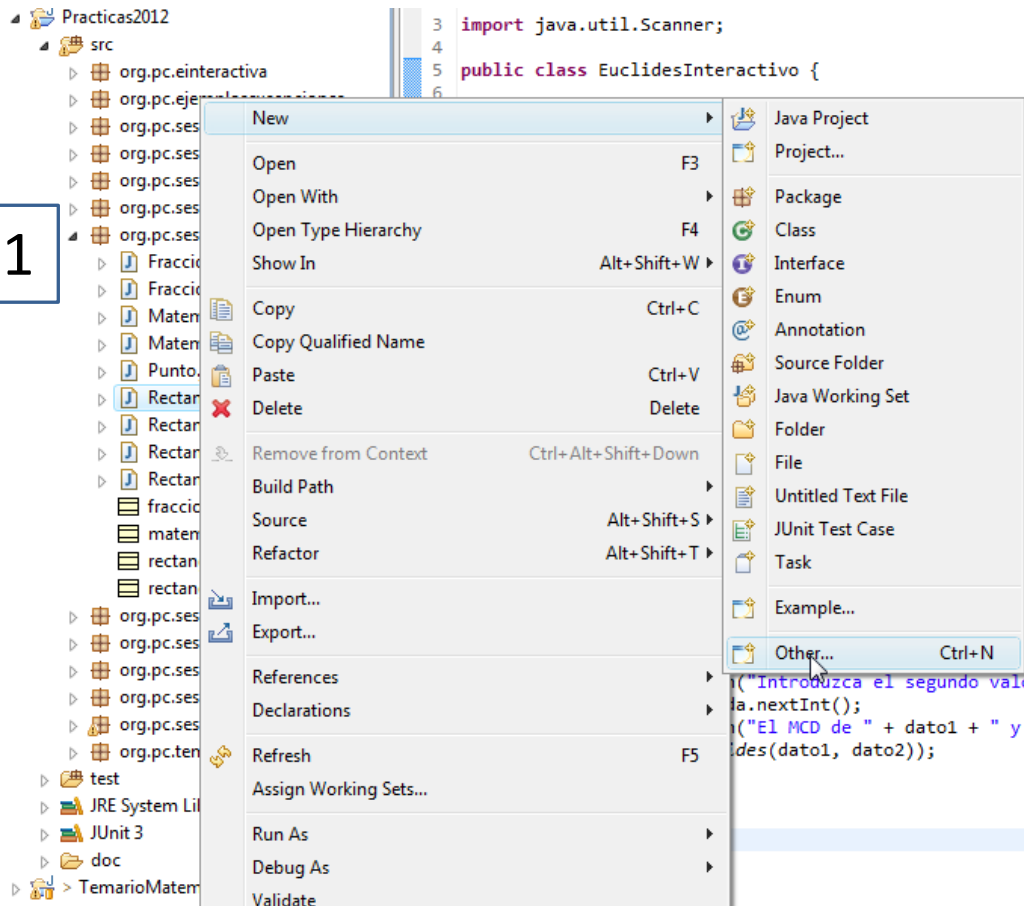 Practicas2012
src
org.pc.einteractiva
org.pc.ses
org.pc.ses
org.pc.ses
org.pc.ses
org.pc.ses
1
Fraccio
Fraccio
Matem
Matem
Punto.
Rectan
Rectan
Rectan
Rectan
fraccio
matem
rectan
rectan
org.pc.ses
org.pc.ses
org.pc.ses
org.pc.ses
org.pc.ses
org.pc.tem
test
JRE System Lil
JUnit 3
doc
> TemarioMatem
3 import java.util.Scanner;
4
5 public class EuclidesInteractivo {
6
New
Open F3
Open With
Open Type Hierarchy F4
Show In Alt+Shift+W
Copy Ctrl+C
Copy Qualified Name
Paste Ctrl+V
Delete Delete
Remove from Context Ctrl+Alt+Shift+Down
Build Path
Source Alt+Shift+S
Refactor Alt+Shift+T
Import...
Export...
References
Declarations
Refresh F5
Assign Working Sets...
Run As
Debug As
Validate
Java Project
Project...
Package
Class
Interface
Enum
Annotation
Source Folder
Java Working Set
Folder
File
Untitled Text File
JUnit Test Case
Task
Example...
Other... Ctrl+N
("Introduzca el segundo valo
da.nextInt();
("El MCD de " + dato1 + " y
des(dato1, dato2));